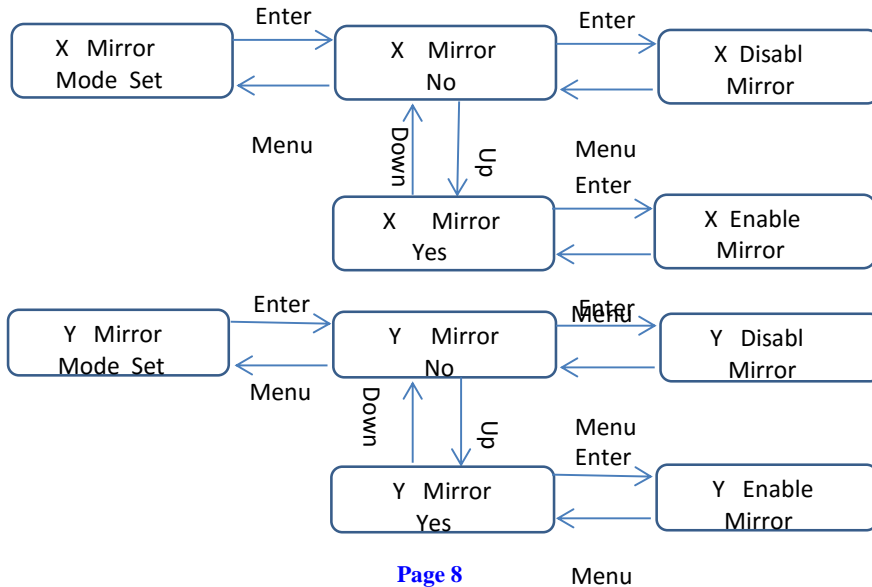 Enter
Enter
X Mirror
Mode Set
X Mirror
No
X Disabl
Mirror
Menu
Down
Up
Menu
Enter
X Mirror
Yes
X Enable
Mirror
Enter
Enter
Menu
Y Mirror
Mode Set
Y Mirror
No
Y Disabl
Mirror
Menu
Down
Up
Menu
Enter
Y Mirror
Yes
Y Enable
Mirror
Page 8
Menu